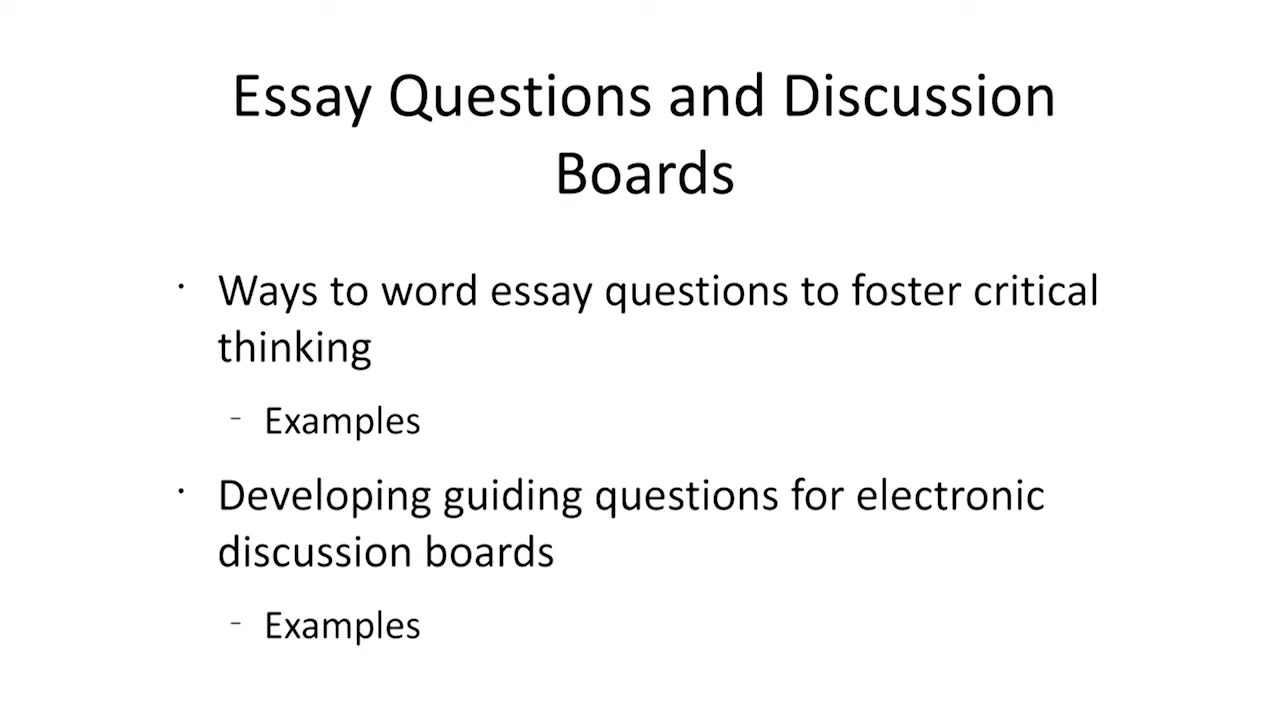 Essay Questions and Discussion
Boards
· Ways to word essay questions to foster critical
thinking
– Examples
· Developing guiding questions for electronic
discussion boards
– Examples